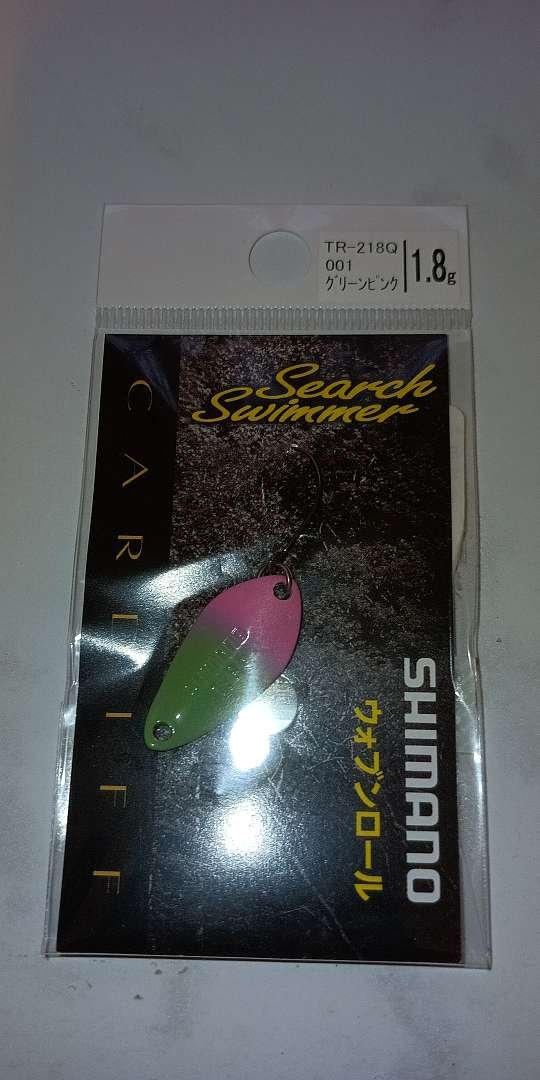 TR-218Q
001
グリーンピンク
1.8g
Search
Swimmer
CARDIFF
SHIMANO
ウォブンロール